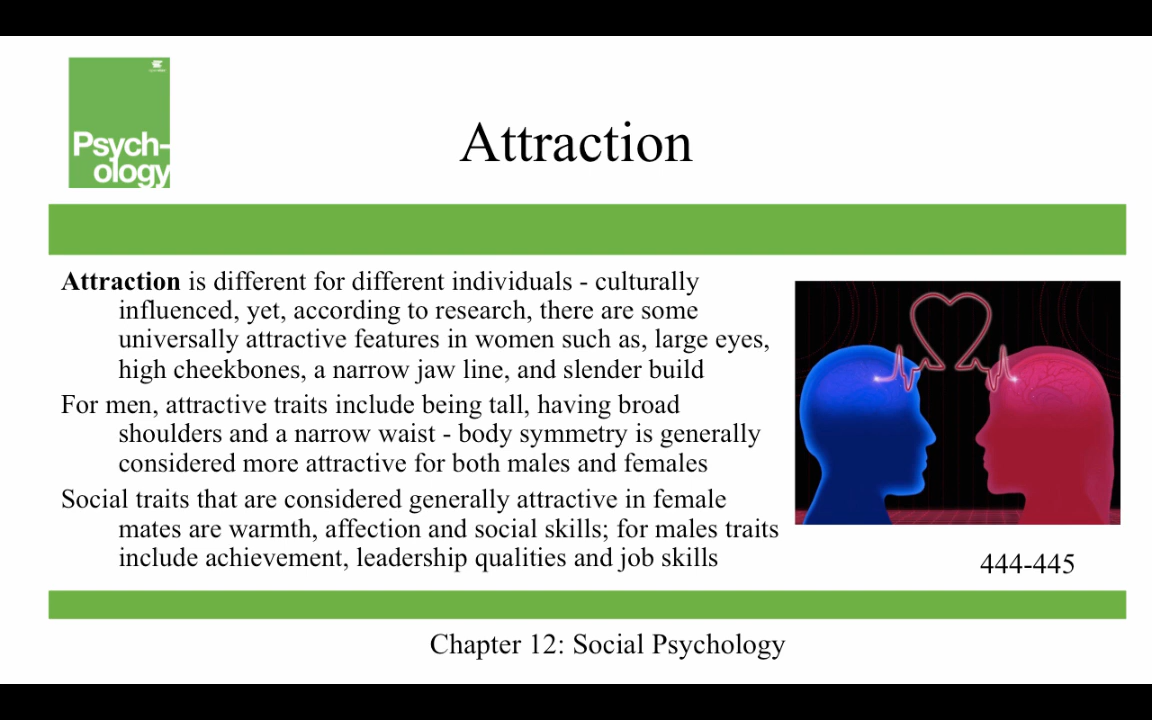 Psych-
ology
Attraction
Attraction is different for different individuals - culturally
influenced, yet, according to research, there are some
universally attractive features in women such as, large eyes,
high cheekbones, a narrow jaw line, and slender build
For men, attractive traits include being tall, having broad
shoulders and a narrow waist - body symmetry is generally
considered more attractive for both males and females
Social traits that are considered generally attractive in female
mates are warmth, affection and social skills; for males traits
include achievement, leadership qualities and job skills
444-445
Chapter 12: Social Psychology